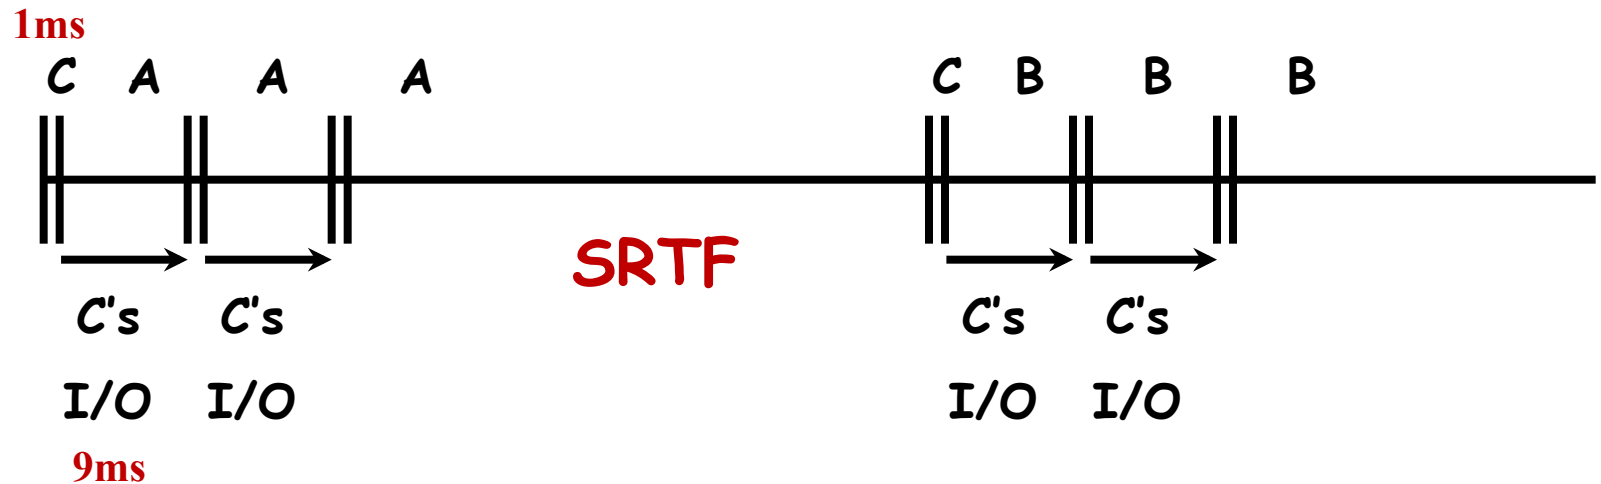 1ms
C A A A C B B B
SRTF
C's C's C's C's
I/O I/O I/O I/O
9ms